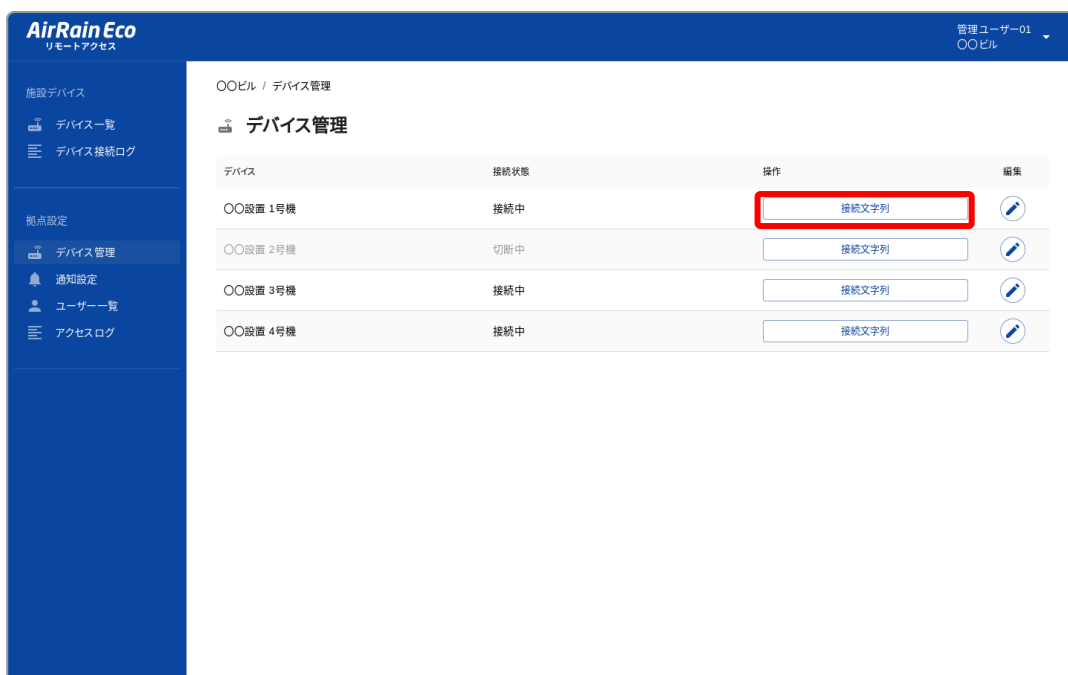 AirRain Eco
リモートアクセス
管理ユーザー01
〇〇ビル
施設デバイス
デバイス一覧
デバイス接続ログ
拠点設定
デバイス管理
通知設定
ユーザー一覧
アクセスログ
〇〇ビル / デバイス管理
デバイス管理
デバイス 接続状態 操作 編集
〇〇設置 1号機 接続中 接続文字列
〇〇設置 2号機 切断中 接続文字列
〇〇設置 3号機 接続中 接続文字列
〇〇設置 4号機 接続中 接続文字列